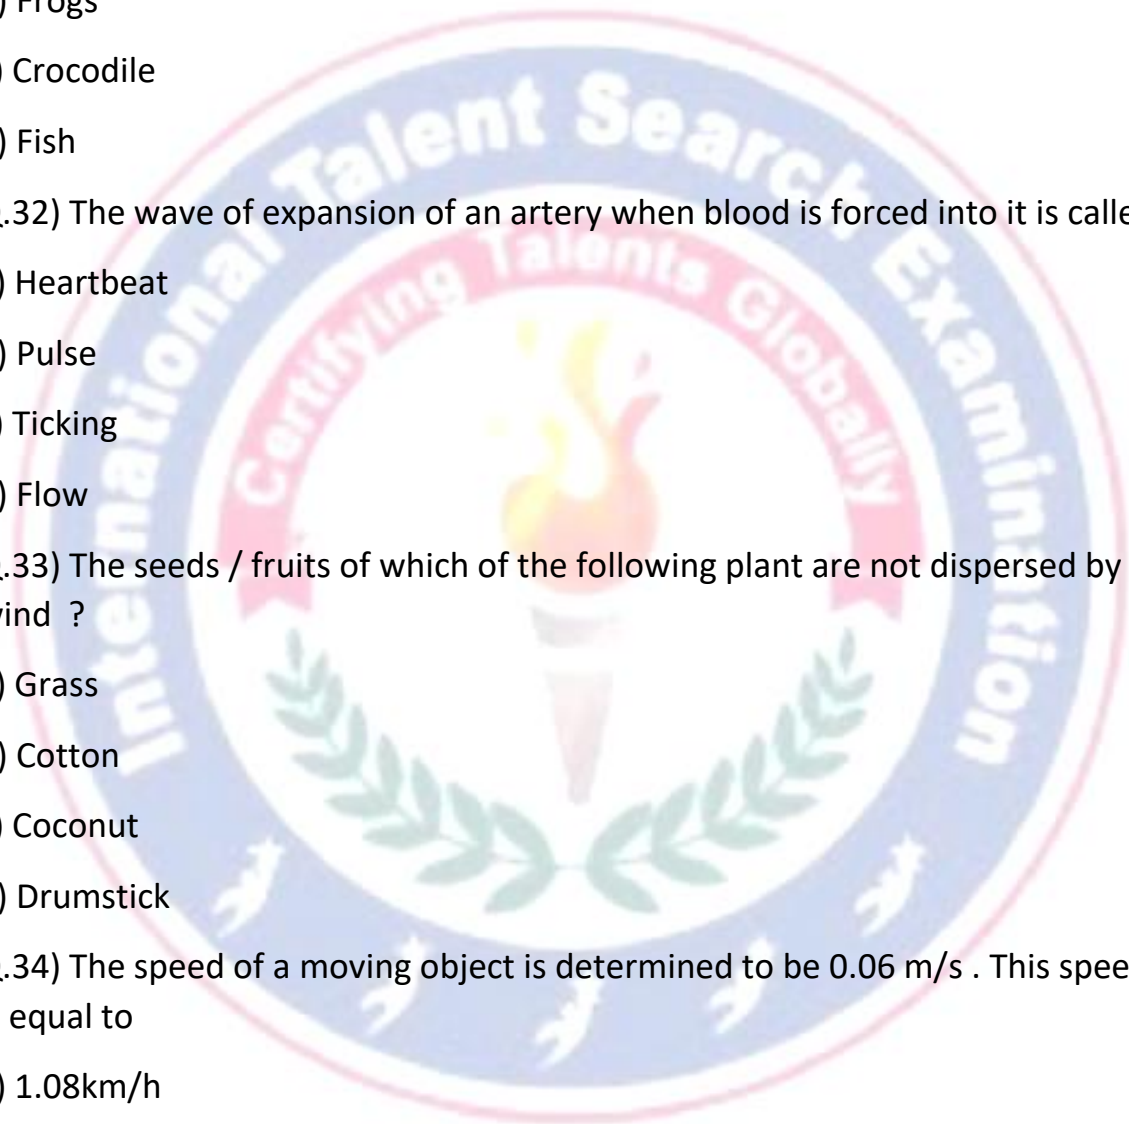 ) Frogs
) Crocodile
) Fish
.32) The wave of expansion of an artery when blood is forced into it is calle
) Heartbeat
) Pulse
) Ticking
) Flow
.33) The seeds / fruits of which of the following plant are not dispersed by
wind ?
) Grass
) Cotton
) Coconut
) Drumstick
.34) The speed of a moving object is determined to be 0.06 m/s . This spee
equal to
) 1.08km/h
International Talent Search Examination
Certifying Talents Globally